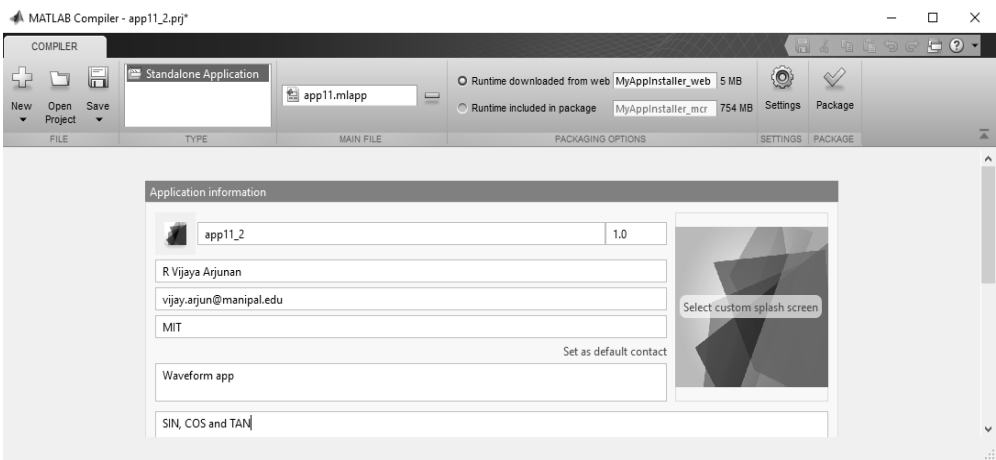 MATLAB Compiler - app11_2.prj*
COMPILER
New
Open Project
Save
FILE
Standalone Application
TYPE
app11.mlapp
MAIN FILE
Runtime downloaded from web MyAppInstaller_web 5 MB
Runtime included in package MyAppInstaller_mcr 754 MB
PACKAGING OPTIONS
Settings
SETTINGS
Package
PACKAGE
Application information
app11_2 1.0
R Vijaya Arjunan
vijay.arjun@manipal.edu
MIT
Set as default contact
Select custom splash screen
Waveform app
SIN, COS and TAN